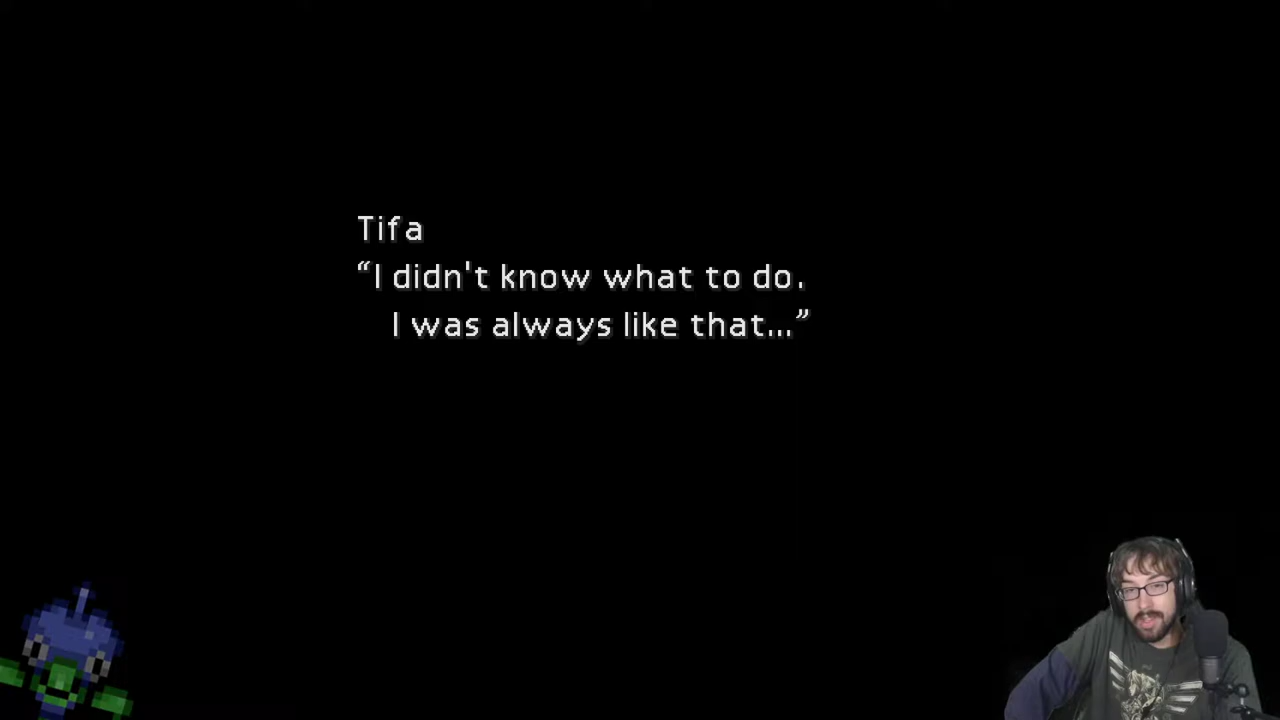 Tifa
“I didn't know what to do.
I was always like that...”